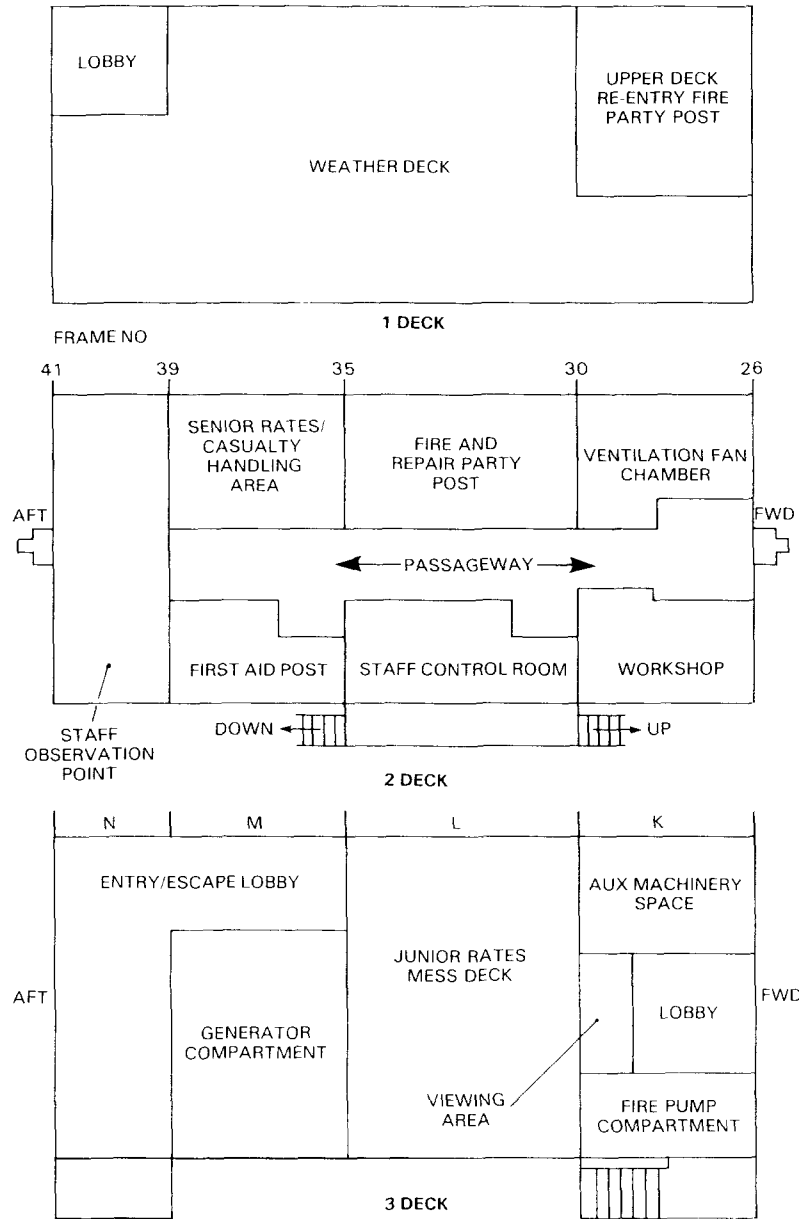 LOBBY
UPPER DECK
RE-ENTRY FIRE
PARTY POST
WEATHER DECK
1 DECK
FRAME NO
41 39 35 30 26
SENIOR RATES/
CASUALTY
HANDLING
AREA
FIRE AND
REPAIR PARTY
POST
VENTILATION FAN
CHAMBER
AFT
FWD
PASSAGEWAY
FIRST AID POST
STAFF CONTROL ROOM
WORKSHOP
STAFF
OBSERVATION
POINT
DOWN
UP
2 DECK
N M L K
ENTRY/ESCAPE LOBBY
AUX MACHINERY
SPACE
JUNIOR RATES
MESS DECK
AFT
FWD
LOBBY
GENERATOR
COMPARTMENT
VIEWING
AREA
FIRE PUMP
COMPARTMENT
3 DECK